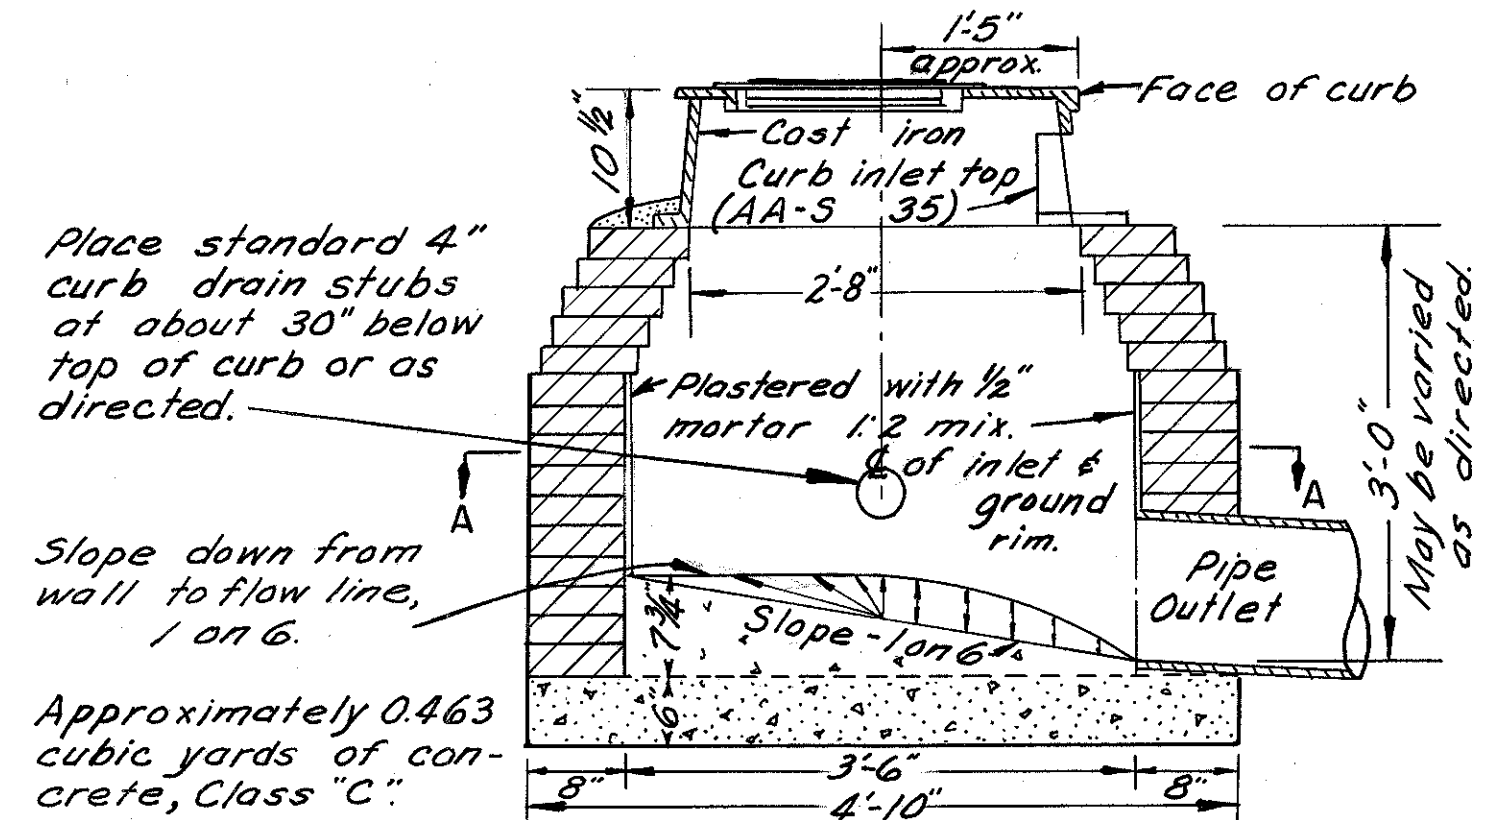 1'-5"
approx.
Face of curb
10 ½"
Cast iron
Curb inlet top
(AA-S 35)
Place standard 4"
curb drain stubs
at about 30" below
top of curb or as
directed.
2'-8"
Plastered with ½"
mortar 1:2 mix.
℄ of inlet &
ground
rim.
A
A
3'-0"
May be varied
as directed.
Slope down from
wall to flow line,
1 on 6.
Pipe
Outlet
7 ¾"
Slope - 1 on 6
6"
Approximately 0.463
cubic yards of con-
crete, Class "C".
8"
3'-6"
8"
4'-10"